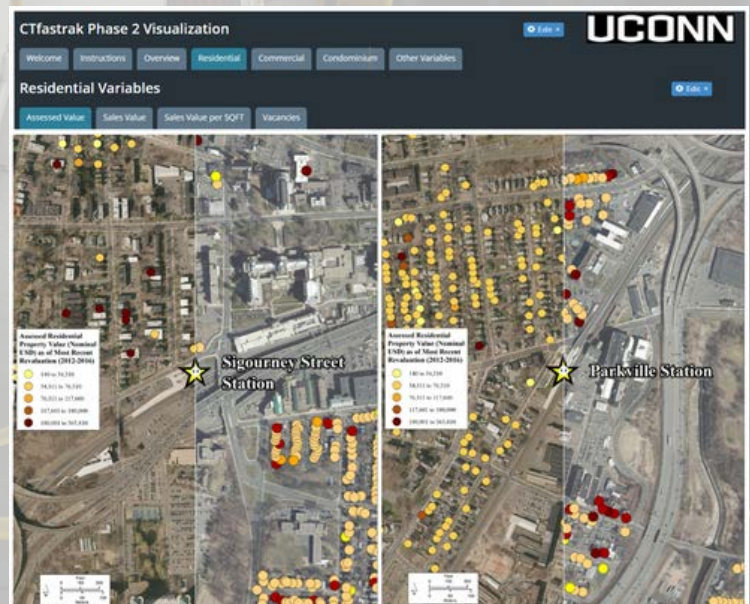 CTfastrak Phase 2 Visualization
Edit
UCONN
Welcome
Instructions
Overview
Residential
Commercial
Condominium
Other Variables
Residential Variables
Edit
Assessed Value
Sales Value
Sales Value per SQFT
Vacancies
Assessed Residential
Property Value (Nominal
USD) as of Most Recent
Revaluation (2012-2016)
Sigourney Street
Station
Assessed Residential
Property Value (Nominal
USD) as of Most Recent
Revaluation (2012-2016)
Parkville Station